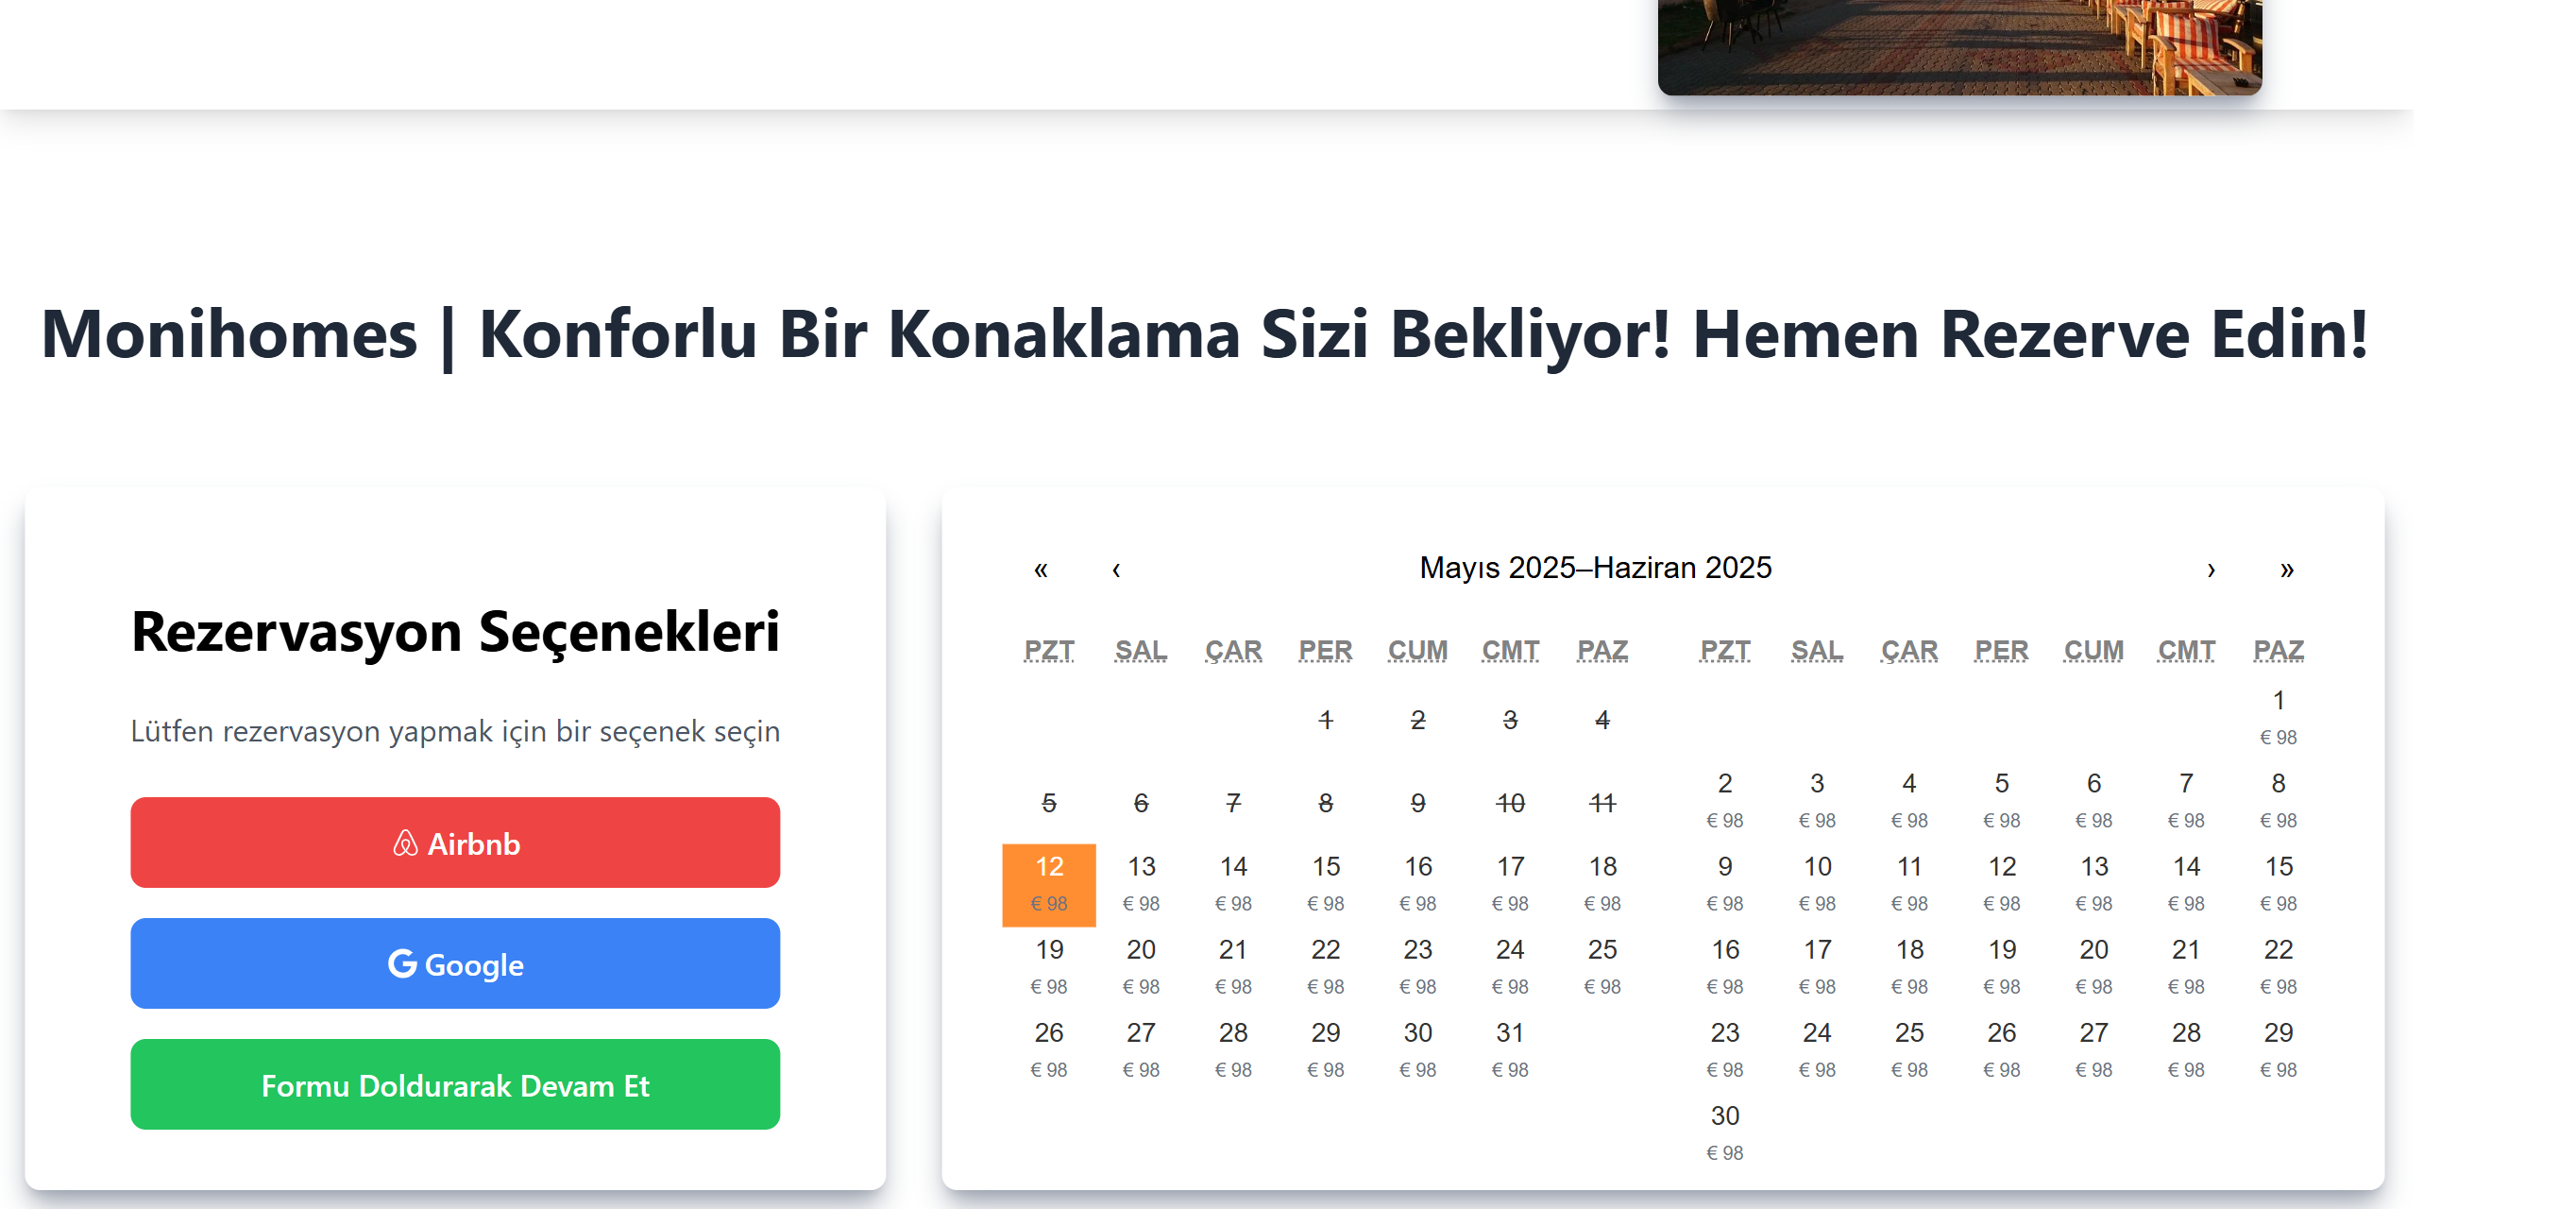 Monihomes | Konforlu Bir Konaklama Sizi Bekliyor! Hemen Rezerve Edin!
Rezervasyon Seçenekleri
Lütfen rezervasyon yapmak için bir seçenek seçin
Airbnb
Google
Formu Doldurarak Devam Et
« ‹ Mayıs 2025–Haziran 2025 › »
PZT SAL ÇAR PER CUM CMT PAZ
1 2 3 4
5 6 7 8 9 10 11
12 13 14 15 16 17 18
€ 98 € 98 € 98 € 98 € 98 € 98 € 98
19 20 21 22 23 24 25
€ 98 € 98 € 98 € 98 € 98 € 98 € 98
26 27 28 29 30 31
€ 98 € 98 € 98 € 98 € 98 € 98
PZT SAL ÇAR PER CUM CMT PAZ
1
€ 98
2 3 4 5 6 7 8
€ 98 € 98 € 98 € 98 € 98 € 98 € 98
9 10 11 12 13 14 15
€ 98 € 98 € 98 € 98 € 98 € 98 € 98
16 17 18 19 20 21 22
€ 98 € 98 € 98 € 98 € 98 € 98 € 98
23 24 25 26 27 28 29
€ 98 € 98 € 98 € 98 € 98 € 98 € 98
30
€ 98